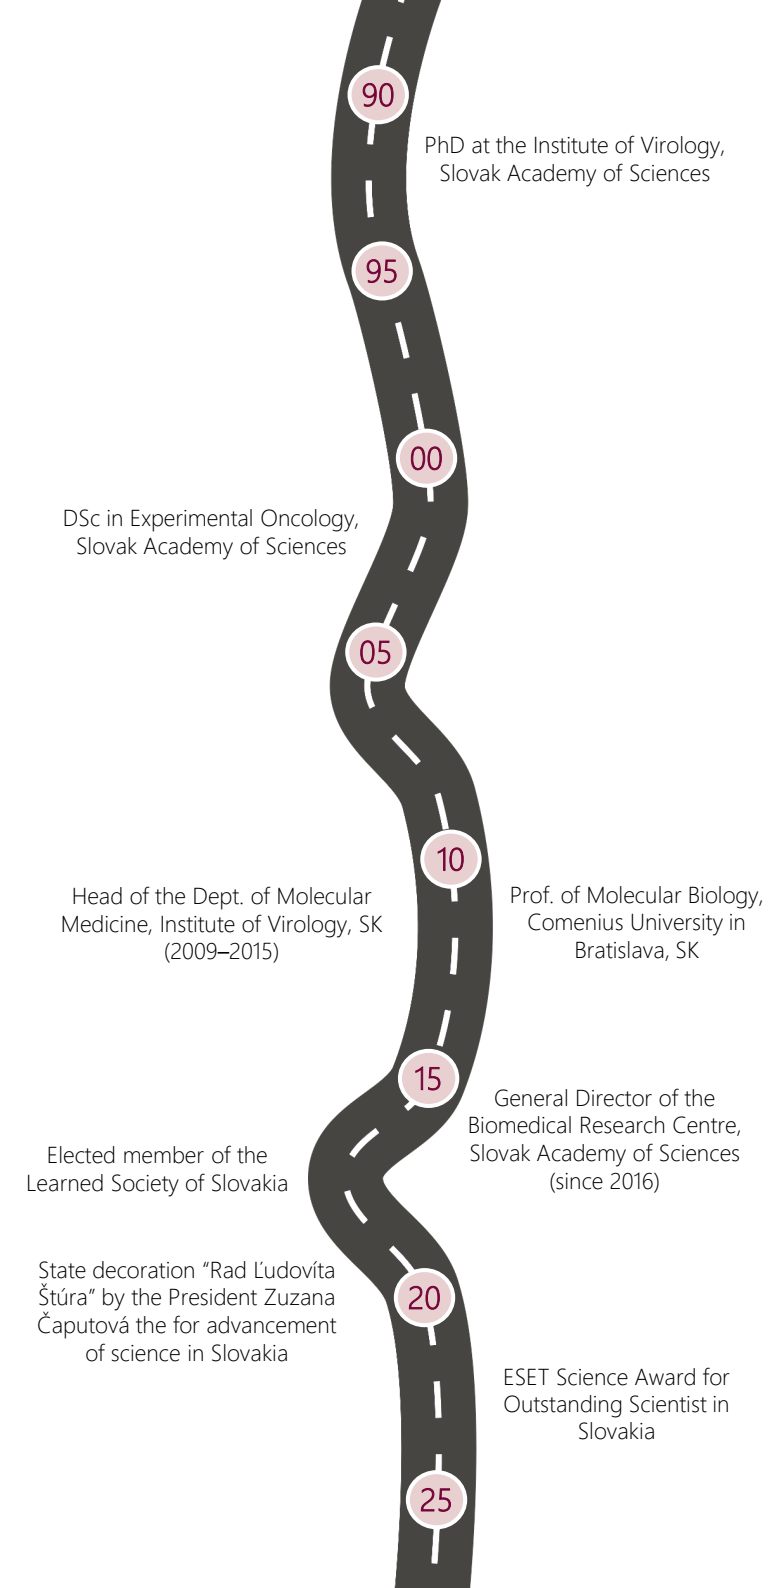 90
PhD at the Institute of Virology,
Slovak Academy of Sciences
95
00
DSc in Experimental Oncology,
Slovak Academy of Sciences
05
10
Head of the Dept. of Molecular
Medicine, Institute of Virology, SK
(2009–2015)
Prof. of Molecular Biology,
Comenius University in
Bratislava, SK
15
General Director of the
Biomedical Research Centre,
Slovak Academy of Sciences
(since 2016)
Elected member of the
Learned Society of Slovakia
State decoration “Rad Ľudovíta
Štúra” by the President Zuzana
Čaputová the for advancement
of science in Slovakia
20
ESET Science Award for
Outstanding Scientist in
Slovakia
25